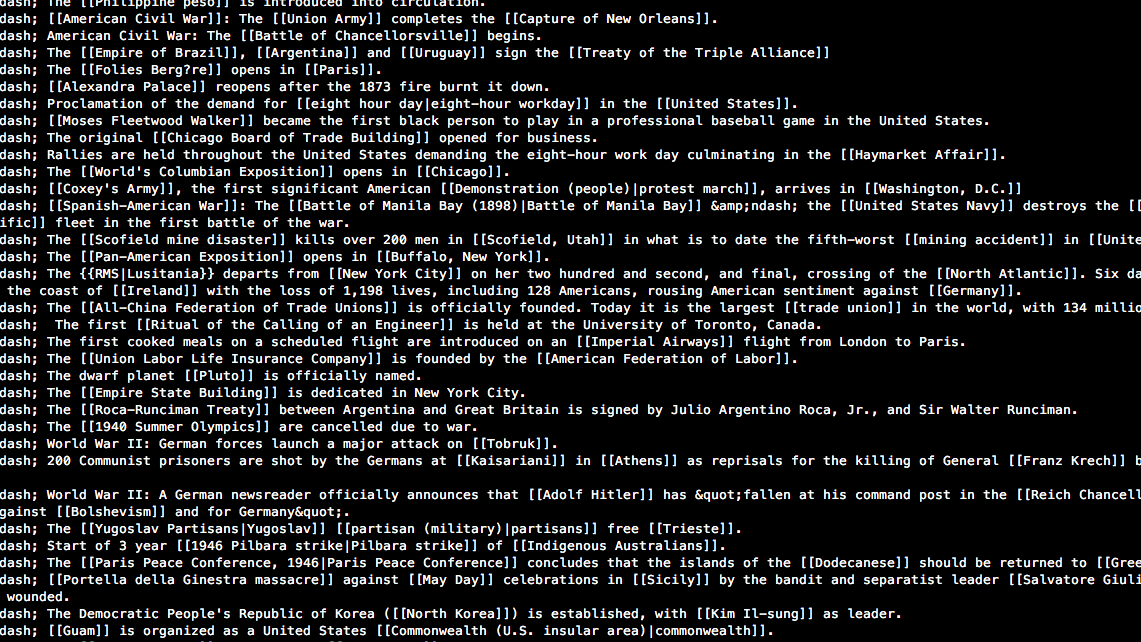 dash; The [[Philippine peso]] is introduced into circulation.
dash; [[American Civil War]]: The [[Union Army]] completes the [[Capture of New Orleans]].
dash; American Civil War: The [[Battle of Chancellorsville]] begins.
dash; The [[Empire of Brazil]], [[Argentina]] and [[Uruguay]] sign the [[Treaty of the Triple Alliance]]
dash; The [[Folies Berg?re]] opens in [[Paris]].
dash; [[Alexandra Palace]] reopens after the 1873 fire burnt it down.
dash; Proclamation of the demand for [[eight hour day|eight-hour workday]] in the [[United States]].
dash; [[Moses Fleetwood Walker]] became the first black person to play in a professional baseball game in the United States.
dash; The original [[Chicago Board of Trade Building]] opened for business.
dash; Rallies are held throughout the United States demanding the eight-hour work day culminating in the [[Haymarket Affair]].
dash; The [[World's Columbian Exposition]] opens in [[Chicago]].
dash; [[Coxey's Army]], the first significant American [[Demonstration (people)|protest march]], arrives in [[Washington, D.C.]]
dash; [[Spanish-American War]]: The [[Battle of Manila Bay (1898)|Battle of Manila Bay]] &amp;ndash; the [[United States Navy]] destroys the [[
ific]] fleet in the first battle of the war.
dash; The [[Scofield mine disaster]] kills over 200 men in [[Scofield, Utah]] in what is to date the fifth-worst [[mining accident]] in [[Unite
dash; The [[Pan-American Exposition]] opens in [[Buffalo, New York]].
dash; The {{RMS|Lusitania}} departs from [[New York City]] on her two hundred and second, and final, crossing of the [[North Atlantic]]. Six da
the coast of [[Ireland]] with the loss of 1,198 lives, including 128 Americans, rousing American sentiment against [[Germany]].
dash; The [[All-China Federation of Trade Unions]] is officially founded. Today it is the largest [[trade union]] in the world, with 134 millio
dash;  The first [[Ritual of the Calling of an Engineer]] is held at the University of Toronto, Canada.
dash; The first cooked meals on a scheduled flight are introduced on an [[Imperial Airways]] flight from London to Paris.
dash; The [[Union Labor Life Insurance Company]] is founded by the [[American Federation of Labor]].
dash; The dwarf planet [[Pluto]] is officially named.
dash; The [[Empire State Building]] is dedicated in New York City.
dash; The [[Roca-Runciman Treaty]] between Argentina and Great Britain is signed by Julio Argentino Roca, Jr., and Sir Walter Runciman.
dash; The [[1940 Summer Olympics]] are cancelled due to war.
dash; World War II: German forces launch a major attack on [[Tobruk]].
dash; 200 Communist prisoners are shot by the Germans at [[Kaisariani]] in [[Athens]] as reprisals for the killing of General [[Franz Krech]] b
dash; World War II: A German newsreader officially announces that [[Adolf Hitler]] has &quot;fallen at his command post in the [[Reich Chancell
gainst [[Bolshevism]] and for Germany&quot;.
dash; The [[Yugoslav Partisans|Yugoslav]] [[partisan (military)|partisans]] free [[Trieste]].
dash; Start of 3 year [[1946 Pilbara strike|Pilbara strike]] of [[Indigenous Australians]].
dash; The [[Paris Peace Conference, 1946|Paris Peace Conference]] concludes that the islands of the [[Dodecanese]] should be returned to [[Gree
dash; [[Portella della Ginestra massacre]] against [[May Day]] celebrations in [[Sicily]] by the bandit and separatist leader [[Salvatore Giuli
wounded.
dash; The Democratic People's Republic of Korea ([[North Korea]]) is established, with [[Kim Il-sung]] as leader.
dash; [[Guam]] is organized as a United States [[Commonwealth (U.S. insular area)|commonwealth]].